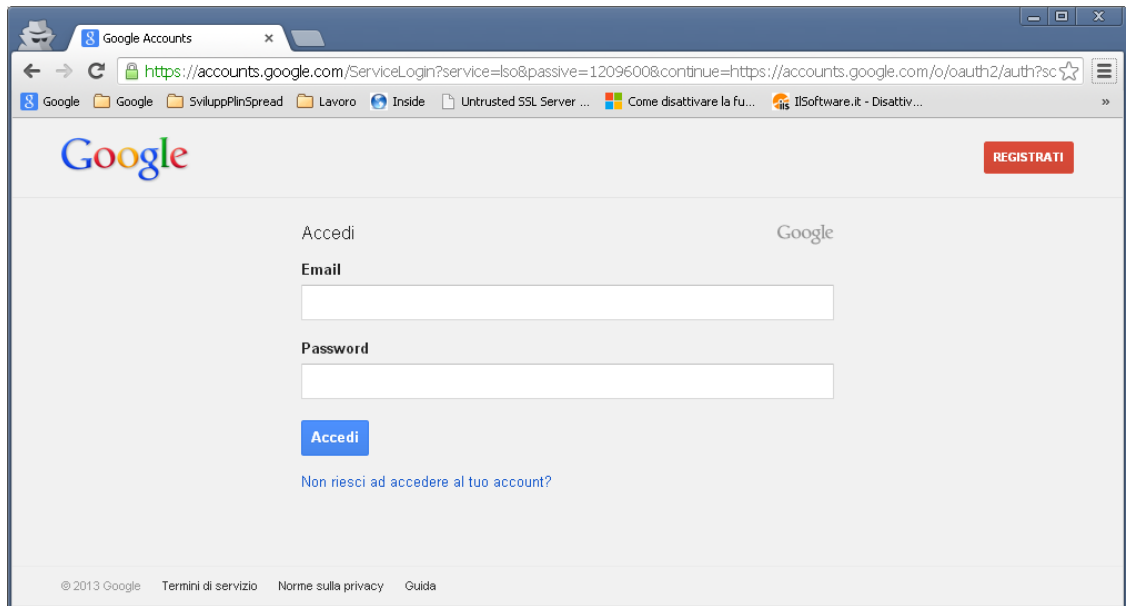 Google Accounts
https://accounts.google.com/ServiceLogin?service=lso&passive=1209600&continue=https://accounts.google.com/o/oauth2/auth?sc
Google Google SviluppPlinSpread Lavoro Inside Untrusted SSL Server ... Come disattivare la fu... IlSoftware.it - Disattiv... »
Google REGISTRATI
Accedi Google
Email
Password
Accedi
Non riesci ad accedere al tuo account?
© 2013 Google Termini di servizio Norme sulla privacy Guida